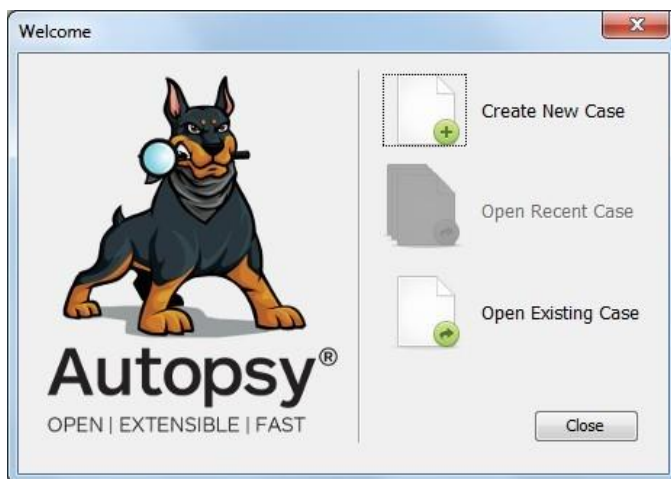 Welcome
Create New Case
Open Recent Case
Open Existing Case
Autopsy®
OPEN | EXTENSIBLE | FAST
Close